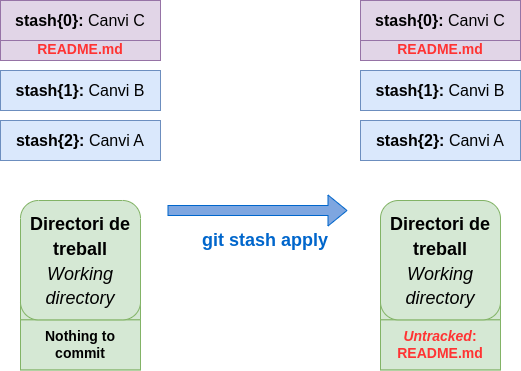 stash{0}: Canvi C
README.md
stash{1}: Canvi B
stash{2}: Canvi A
Directori de
treball
Working
directory
Nothing to
commit
git stash apply
stash{0}: Canvi C
README.md
stash{1}: Canvi B
stash{2}: Canvi A
Directori de
treball
Working
directory
Untracked:
README.md